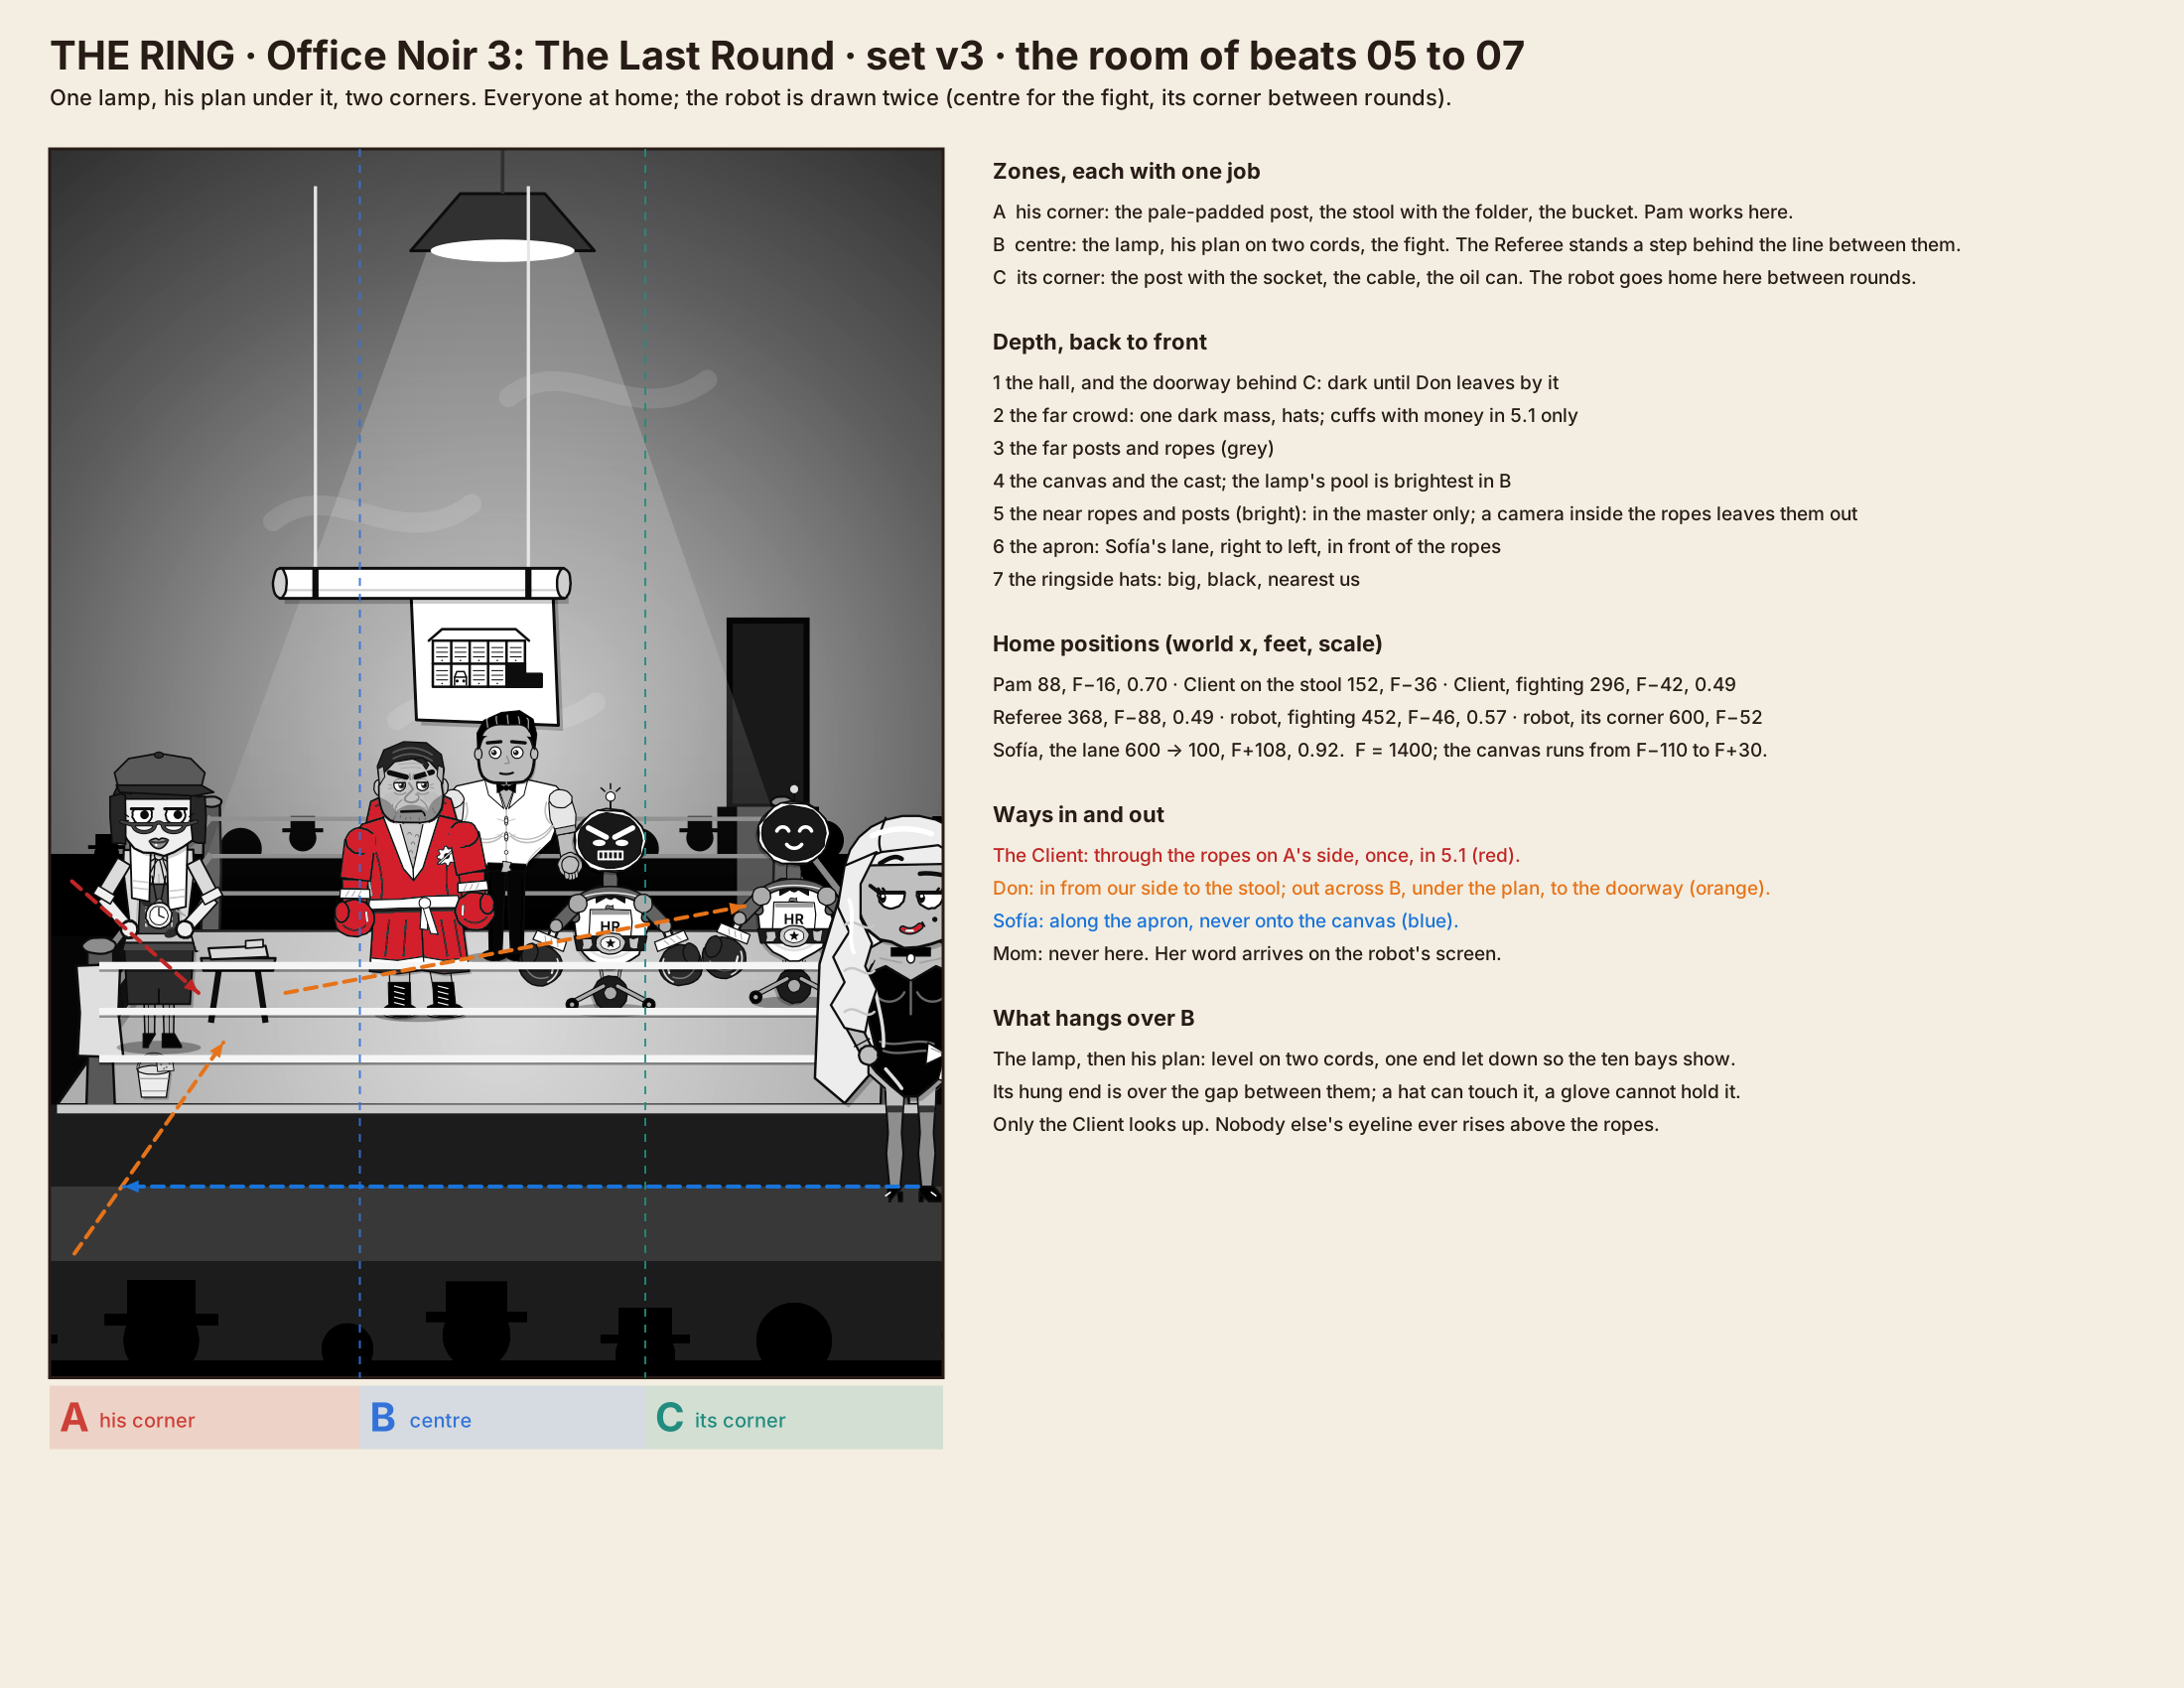 THE RING · Office Noir 3: The Last Round · set v3 · the room of beats 05 to 07
One lamp, his plan under it, two corners. Everyone at home; the robot is drawn twice (centre for the fight, its corner between rounds).
Zones, each with one job
A his corner: the pale-padded post, the stool with the folder, the bucket. Pam works here.
B centre: the lamp, his plan on two cords, the fight. The Referee stands a step behind the line between them.
C its corner: the post with the socket, the cable, the oil can. The robot goes home here between rounds.
Depth, back to front
1 the hall, and the doorway behind C: dark until Don leaves by it
2 the far crowd: one dark mass, hats; cuffs with money in 5.1 only
3 the far posts and ropes (grey)
4 the canvas and the cast; the lamp's pool is brightest in B
5 the near ropes and posts (bright): in the master only; a camera inside the ropes leaves them out
6 the apron: Sofía's lane, right to left, in front of the ropes
7 the ringside hats: big, black, nearest us
Home positions (world x, feet, scale)
Pam 88, F−16, 0.70 · Client on the stool 152, F−36 · Client, fighting 296, F−42, 0.49
Referee 368, F−88, 0.49 · robot, fighting 452, F−46, 0.57 · robot, its corner 600, F−52
Sofía, the lane 600 → 100, F+108, 0.92. F = 1400; the canvas runs from F−110 to F+30.
Ways in and out
The Client: through the ropes on A's side, once, in 5.1 (red).
Don: in from our side to the stool; out across B, under the plan, to the doorway (orange).
Sofía: along the apron, never onto the canvas (blue).
Mom: never here. Her word arrives on the robot's screen.
What hangs over B
The lamp, then his plan: level on two cords, one end let down so the ten bays show.
Its hung end is over the gap between them; a hat can touch it, a glove cannot hold it.
Only the Client looks up. Nobody else's eyeline ever rises above the ropes.
HR
HR
A his corner
B centre
C its corner